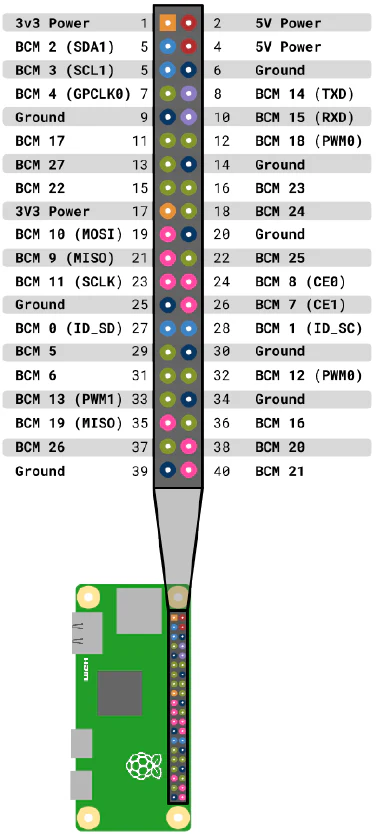 3v3 Power 1 2 5V Power
BCM 2 (SDA1) 5 4 5V Power
BCM 3 (SCL1) 5 6 Ground
BCM 4 (GPCLK0) 7 8 BCM 14 (TXD)
Ground 9 10 BCM 15 (RXD)
BCM 17 11 12 BCM 18 (PWM0)
BCM 27 13 14 Ground
BCM 22 15 16 BCM 23
3V3 Power 17 18 BCM 24
BCM 10 (MOSI) 19 20 Ground
BCM 9 (MISO) 21 22 BCM 25
BCM 11 (SCLK) 23 24 BCM 8 (CE0)
Ground 25 26 BCM 7 (CE1)
BCM 0 (ID_SD) 27 28 BCM 1 (ID_SC)
BCM 5 29 30 Ground
BCM 6 31 32 BCM 12 (PWM0)
BCM 13 (PWM1) 33 34 Ground
BCM 19 (MISO) 35 36 BCM 16
BCM 26 37 38 BCM 20
Ground 39 40 BCM 21